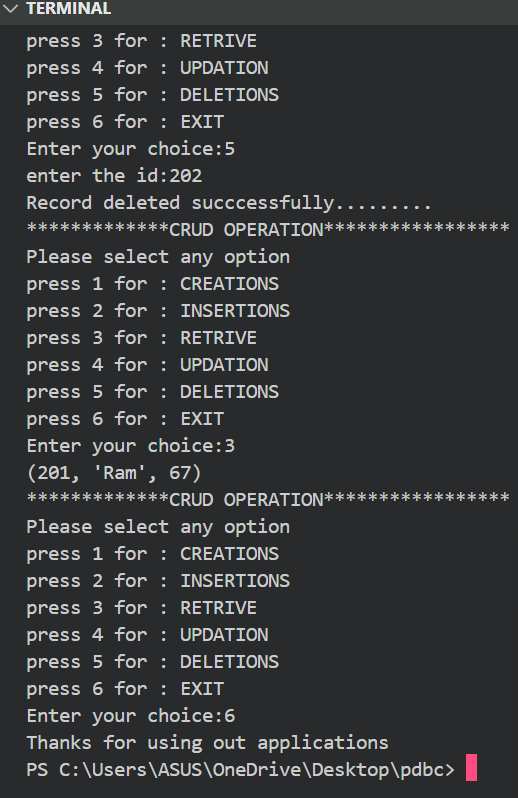 TERMINAL
press 3 for : RETRIVE
press 4 for : UPDATION
press 5 for : DELETIONS
press 6 for : EXIT
Enter your choice:5
enter the id:202
Record deleted succcessfully.........
*************CRUD OPERATION*****************
Please select any option
press 1 for : CREATIONS
press 2 for : INSERTIONS
press 3 for : RETRIVE
press 4 for : UPDATION
press 5 for : DELETIONS
press 6 for : EXIT
Enter your choice:3
(201, 'Ram', 67)
*************CRUD OPERATION*****************
Please select any option
press 1 for : CREATIONS
press 2 for : INSERTIONS
press 3 for : RETRIVE
press 4 for : UPDATION
press 5 for : DELETIONS
press 6 for : EXIT
Enter your choice:6
Thanks for using out applications
PS C:\Users\ASUS\OneDrive\Desktop\pdbc>